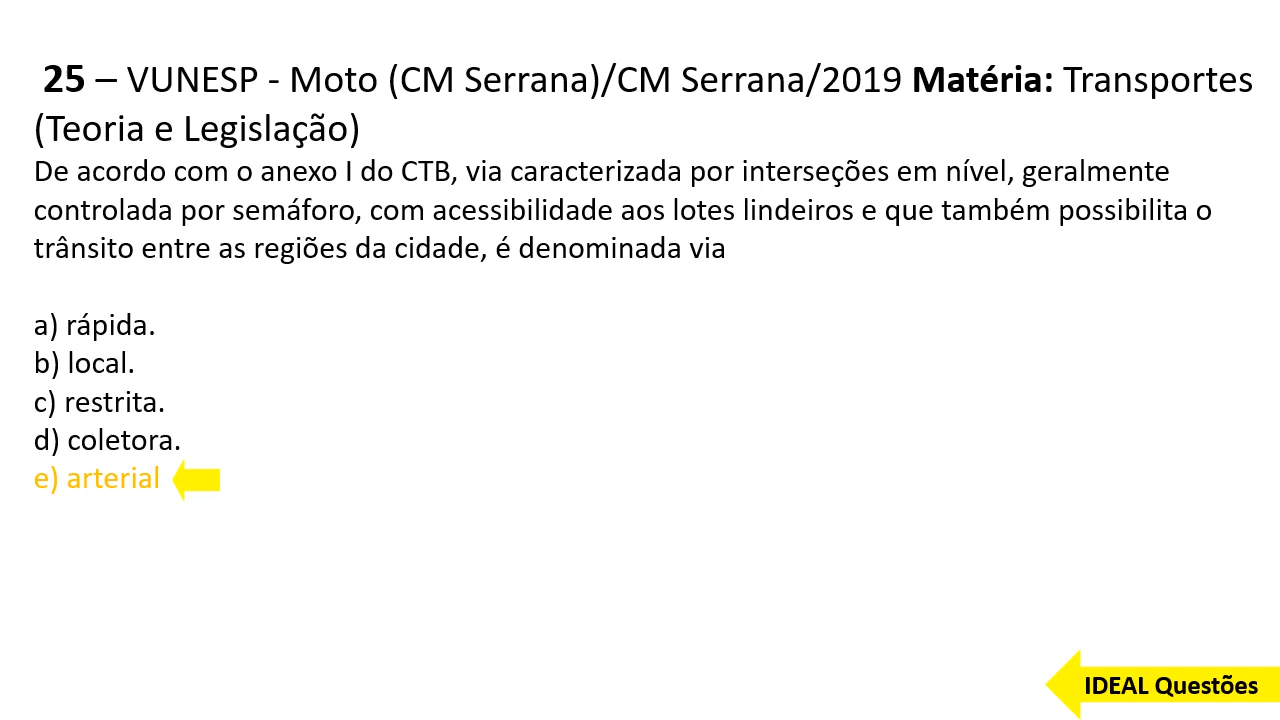 25 – VUNESP - Moto (CM Serrana)/CM Serrana/2019 Matéria: Transportes
(Teoria e Legislação)
De acordo com o anexo I do CTB, via caracterizada por interseções em nível, geralmente
controlada por semáforo, com acessibilidade aos lotes lindeiros e que também possibilita o
trânsito entre as regiões da cidade, é denominada via
a) rápida.
b) local.
c) restrita.
d) coletora.
e) arterial
IDEAL Questões